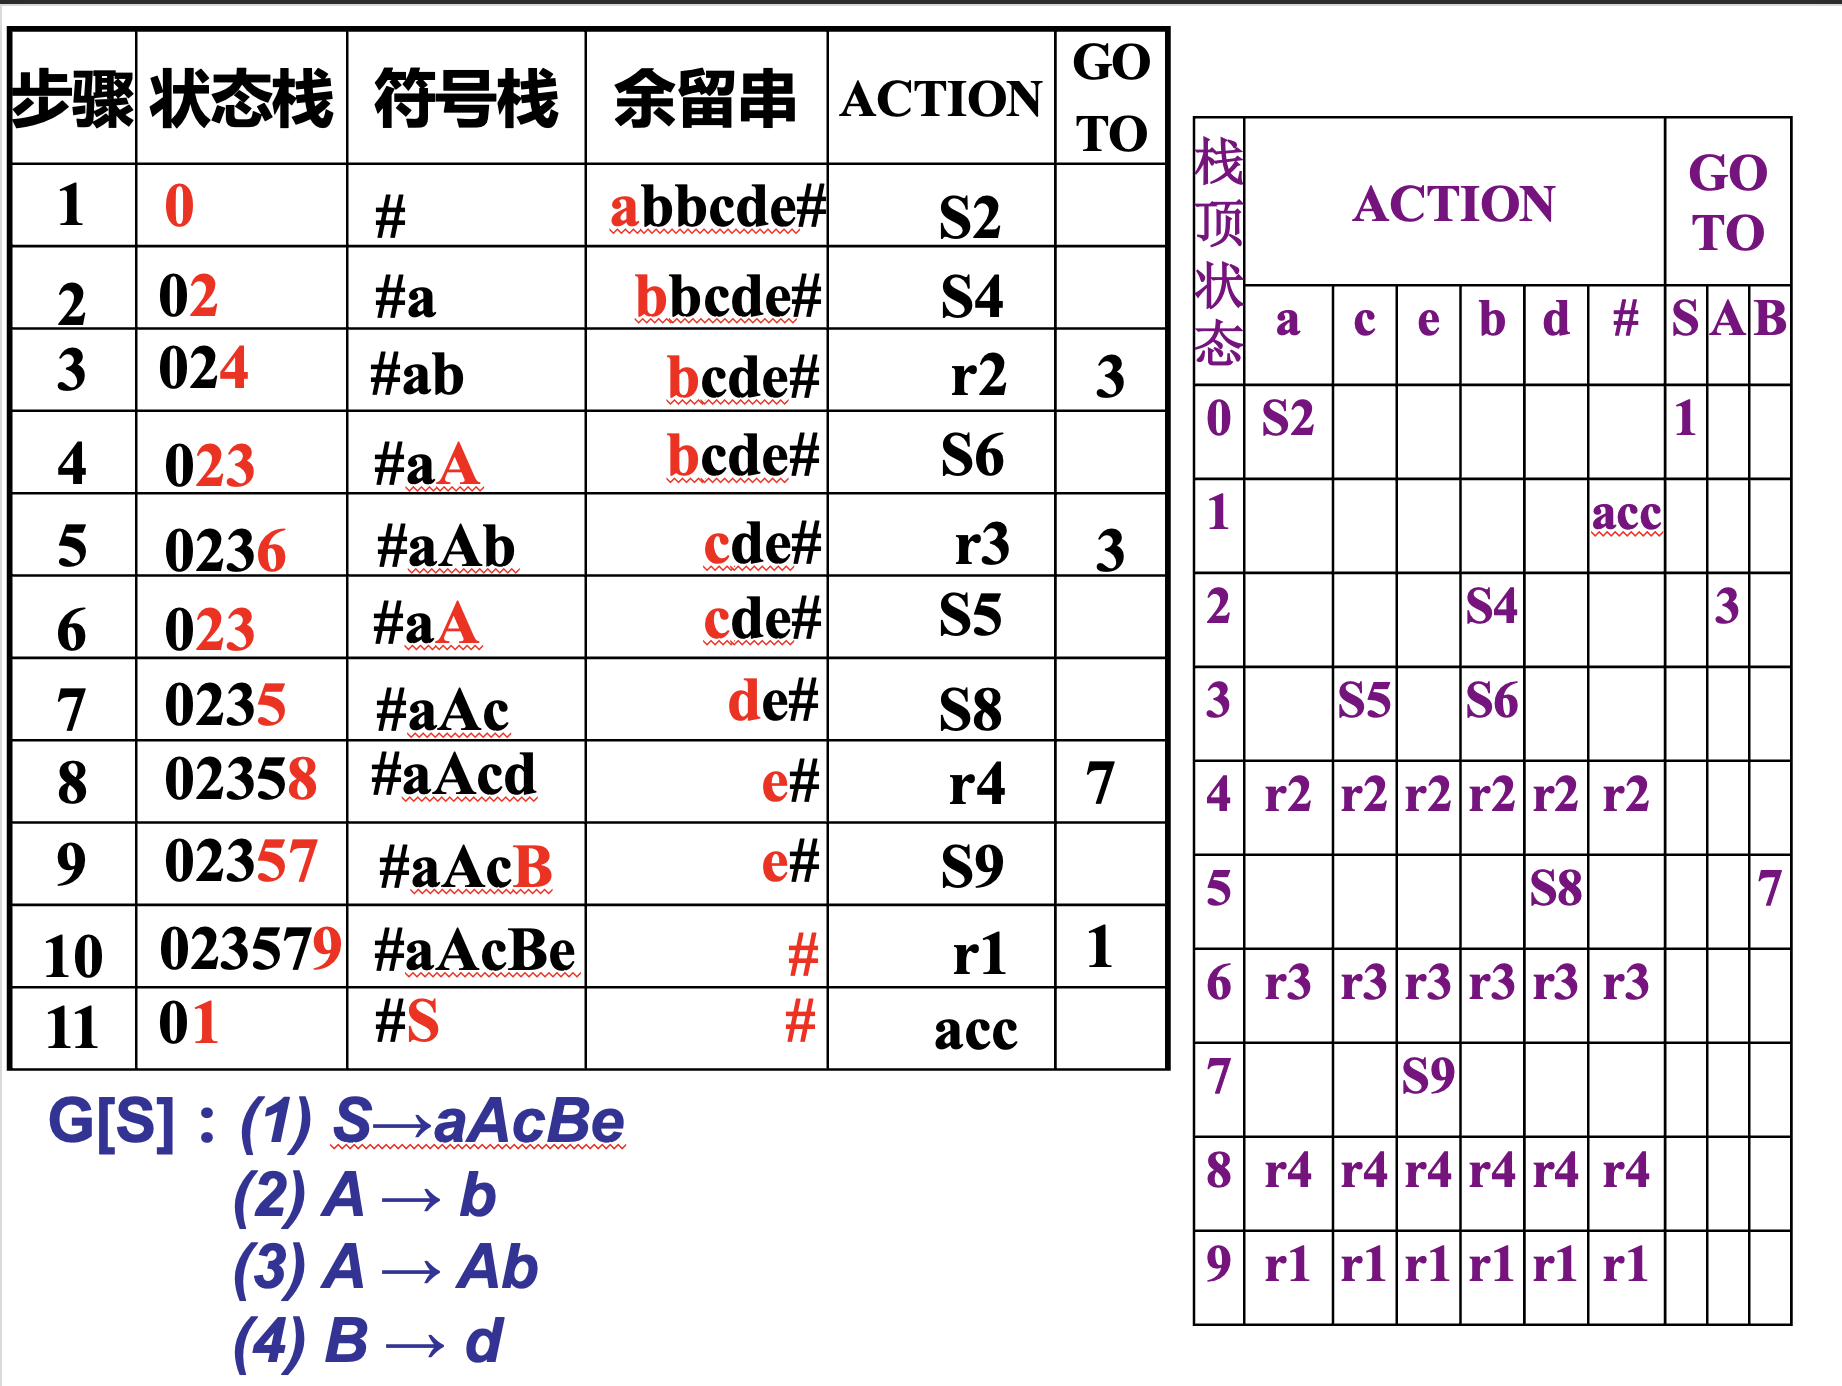 步骤 状态栈 符号栈 余留串 ACTION GO TO
1 0 # abbcde# S2
2 02 #a bbcde# S4
3 024 #ab bcde# r2 3
4 023 #aA bcde# S6
5 0236 #aAb cde# r3 3
6 023 #aA cde# S5
7 0235 #aAc de# S8
8 02358 #aAcd e# r4 7
9 02357 #aAcB e# S9
10 023579 #aAcBe # r1 1
11 01 #S # acc
G[S]：(1) S→aAcBe
(2) A → b
(3) A → Ab
(4) B → d
栈顶状态 ACTION GO TO
a c e b d # S A B
0 S2 1
1 acc
2 S4 3
3 S5 S6
4 r2 r2 r2 r2 r2 r2
5 S8 7
6 r3 r3 r3 r3 r3 r3
7 S9
8 r4 r4 r4 r4 r4 r4
9 r1 r1 r1 r1 r1 r1